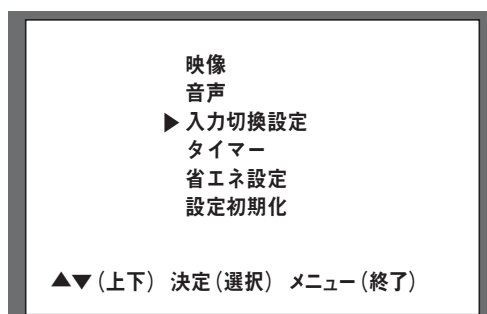 映像
音声
▶入力切換設定
タイマー
省エネ設定
設定初期化
▲▼(上下) 決定(選択) メニュー(終了)